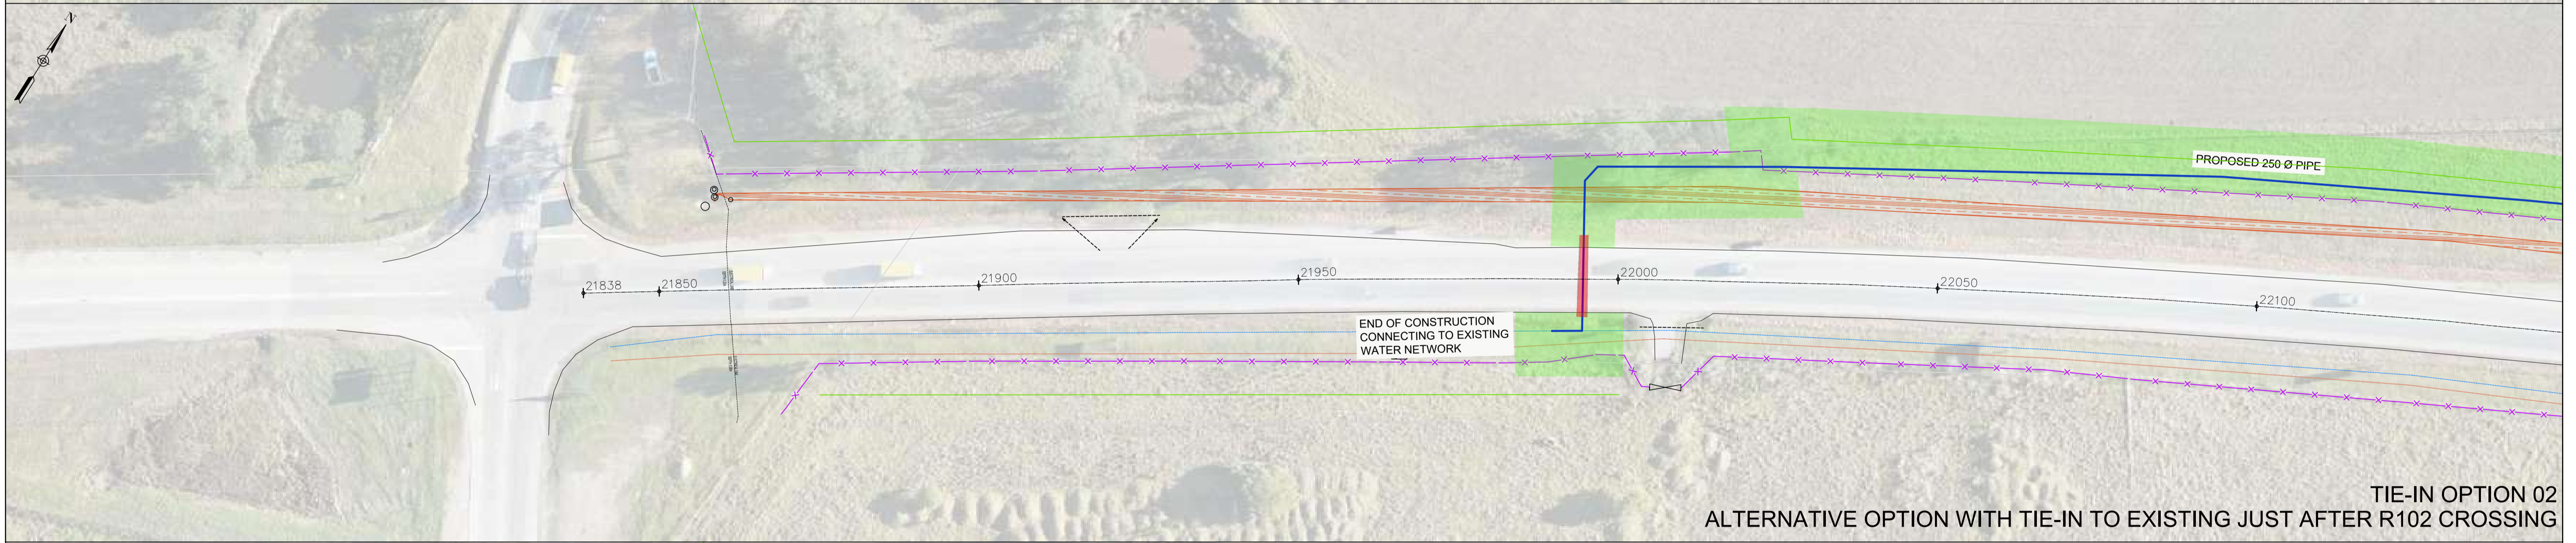 N
PROPOSED 250 Ø PIPE
21838
21850
21900
21950
22000
22050
22100
END OF CONSTRUCTION
CONNECTING TO EXISTING
WATER NETWORK
TIE-IN OPTION 02
ALTERNATIVE OPTION WITH TIE-IN TO EXISTING JUST AFTER R102 CROSSING